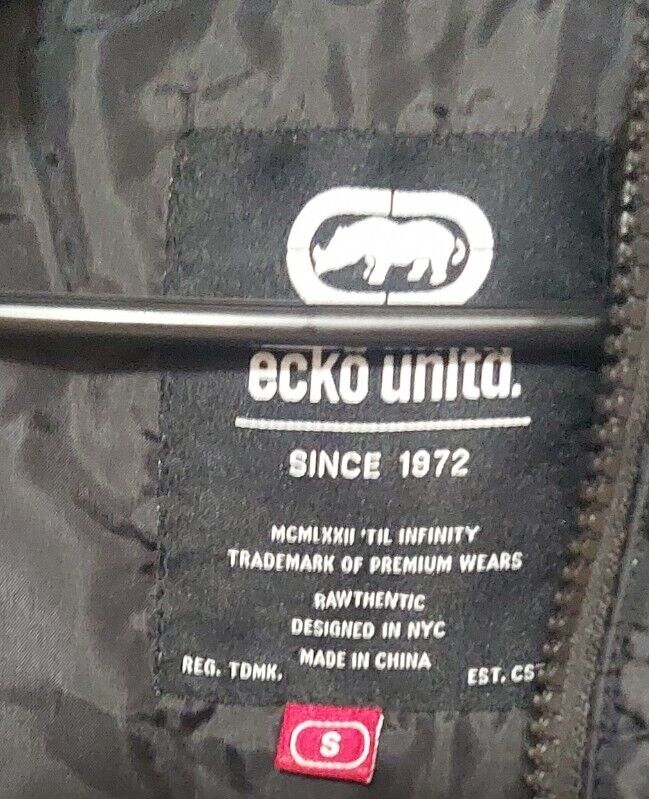 ecko unltd.
SINCE 1972
MCMLXXII 'TIL INFINITY
TRADEMARK OF PREMIUM WEARS
RAWTHENTIC
DESIGNED IN NYC
MADE IN CHINA
REG. TDMK.
EST.
S